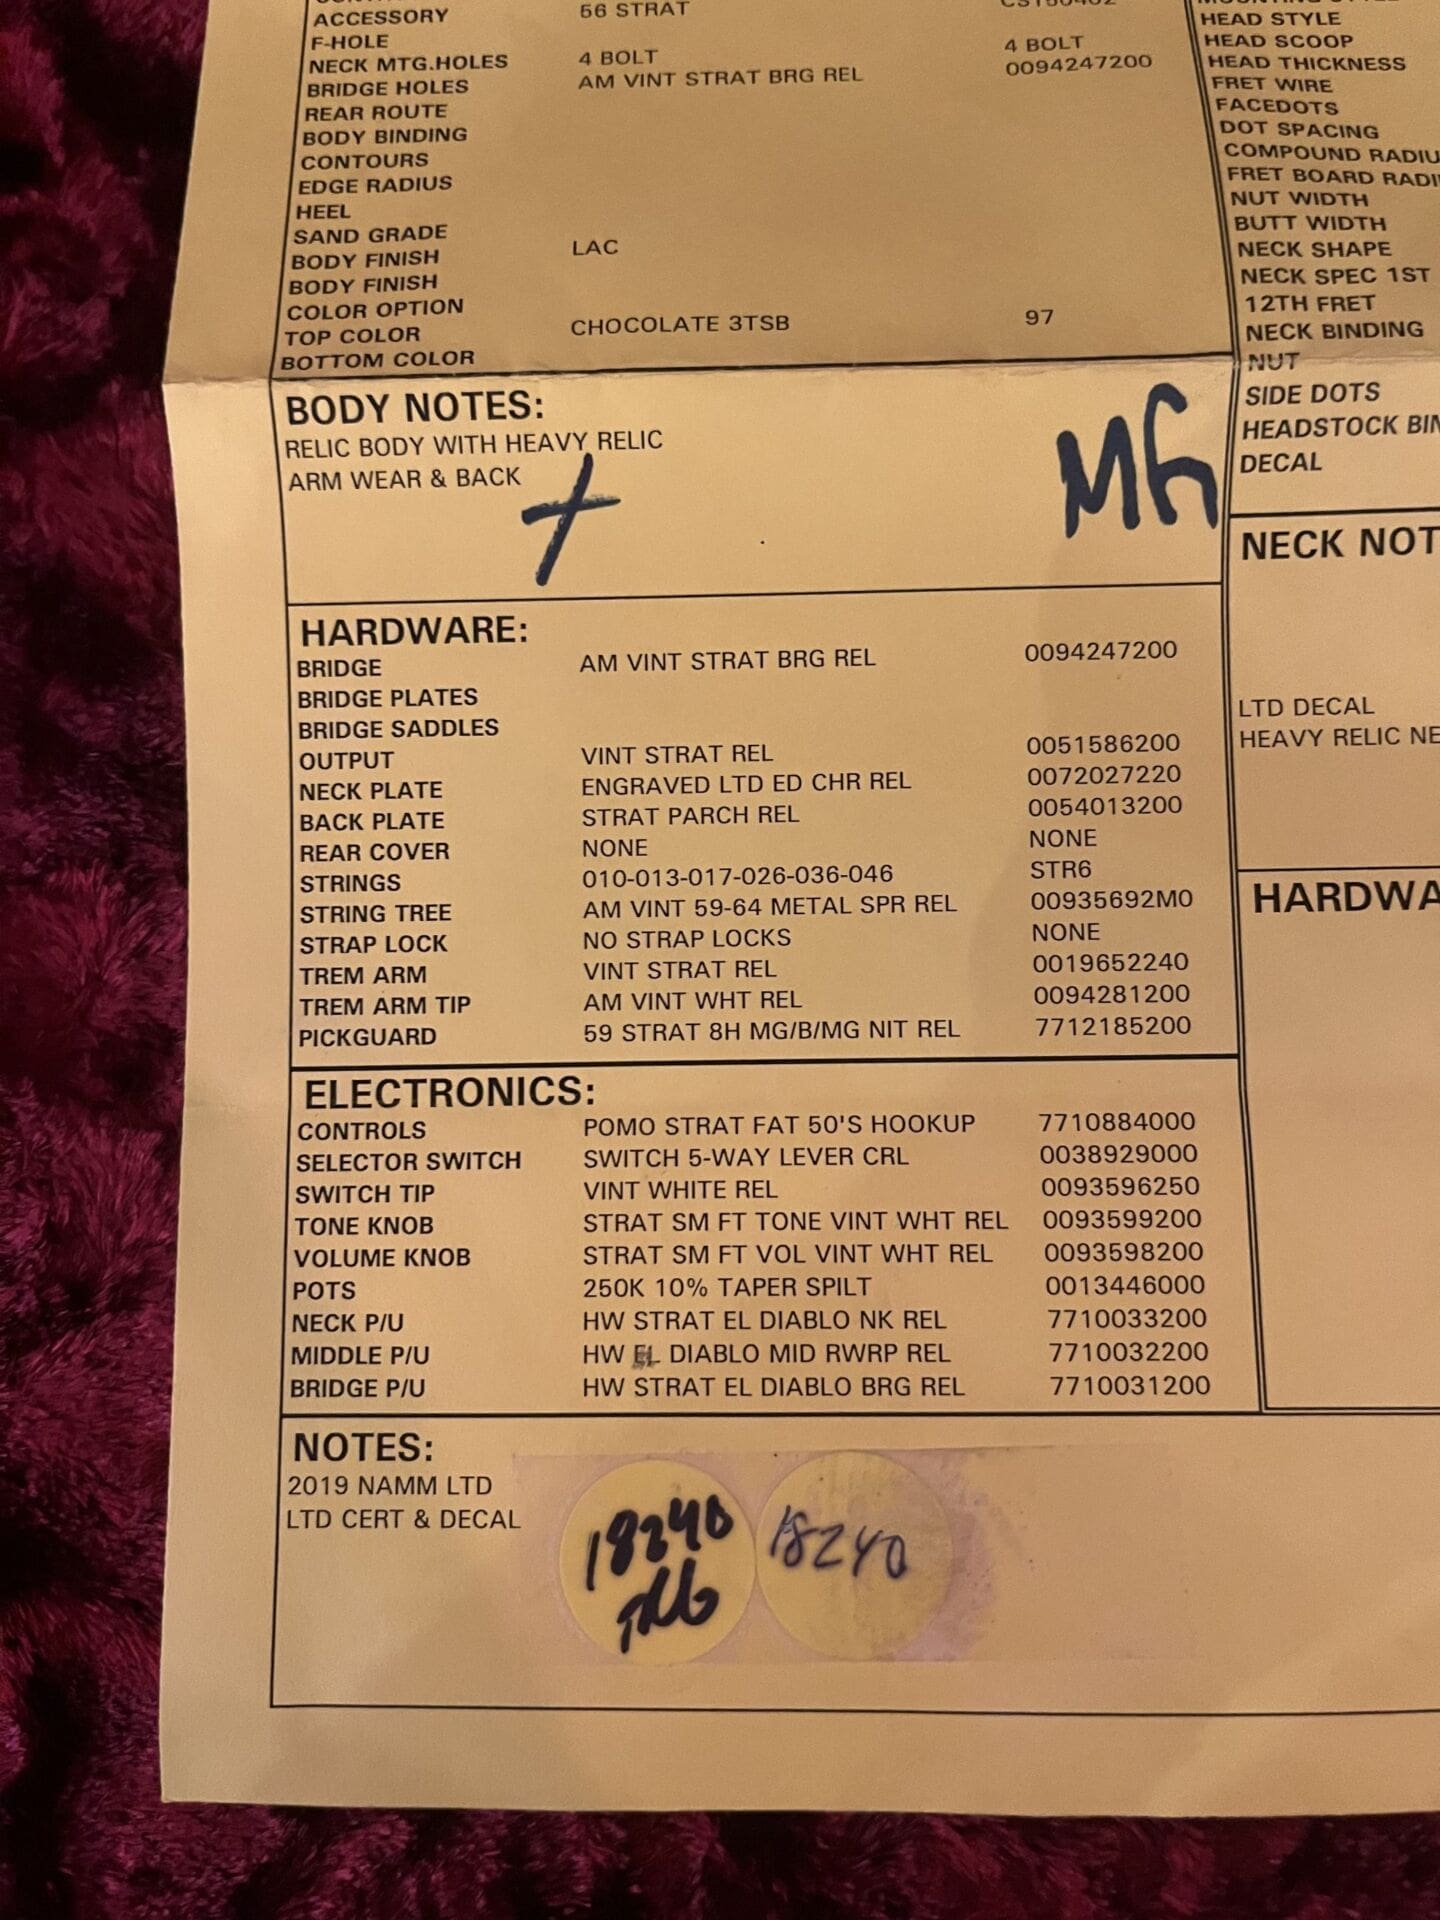 ACCESSORY 56 STRAT
F-HOLE
NECK MTG.HOLES 4 BOLT 4 BOLT
BRIDGE HOLES AM VINT STRAT BRG REL 0094247200
REAR ROUTE
BODY BINDING
CONTOURS
EDGE RADIUS
HEEL
SAND GRADE
BODY FINISH LAC
BODY FINISH
COLOR OPTION
TOP COLOR CHOCOLATE 3TSB 97
BOTTOM COLOR
BODY NOTES:
RELIC BODY WITH HEAVY RELIC
ARM WEAR & BACK
MG
HARDWARE:
BRIDGE AM VINT STRAT BRG REL 0094247200
BRIDGE PLATES
BRIDGE SADDLES
OUTPUT VINT STRAT REL 0051586200
NECK PLATE ENGRAVED LTD ED CHR REL 0072027220
BACK PLATE STRAT PARCH REL 0054013200
REAR COVER NONE NONE
STRINGS 010-013-017-026-036-046 STR6
STRING TREE AM VINT 59-64 METAL SPR REL 00935692M0
STRAP LOCK NO STRAP LOCKS NONE
TREM ARM VINT STRAT REL 0019652240
TREM ARM TIP AM VINT WHT REL 0094281200
PICKGUARD 59 STRAT 8H MG/B/MG NIT REL 7712185200
ELECTRONICS:
CONTROLS POMO STRAT FAT 50'S HOOKUP 7710884000
SELECTOR SWITCH SWITCH 5-WAY LEVER CRL 0038929000
SWITCH TIP VINT WHITE REL 0093596250
TONE KNOB STRAT SM FT TONE VINT WHT REL 0093599200
VOLUME KNOB STRAT SM FT VOL VINT WHT REL 0093598200
POTS 250K 10% TAPER SPILT 0013446000
NECK P/U HW STRAT EL DIABLO NK REL 7710033200
MIDDLE P/U HW EL DIABLO MID RWRP REL 7710032200
BRIDGE P/U HW STRAT EL DIABLO BRG REL 7710031200
NOTES:
2019 NAMM LTD
LTD CERT & DECAL
18240
18240
HEAD STYLE
HEAD SCOOP
HEAD THICKNESS
FRET WIRE
FACEDOTS
DOT SPACING
COMPOUND RADIU
FRET BOARD RADI
NUT WIDTH
BUTT WIDTH
NECK SHAPE
NECK SPEC 1ST
12TH FRET
NECK BINDING
NUT
SIDE DOTS
HEADSTOCK BIN
DECAL
NECK NOT
LTD DECAL
HEAVY RELIC NE
HARDWA